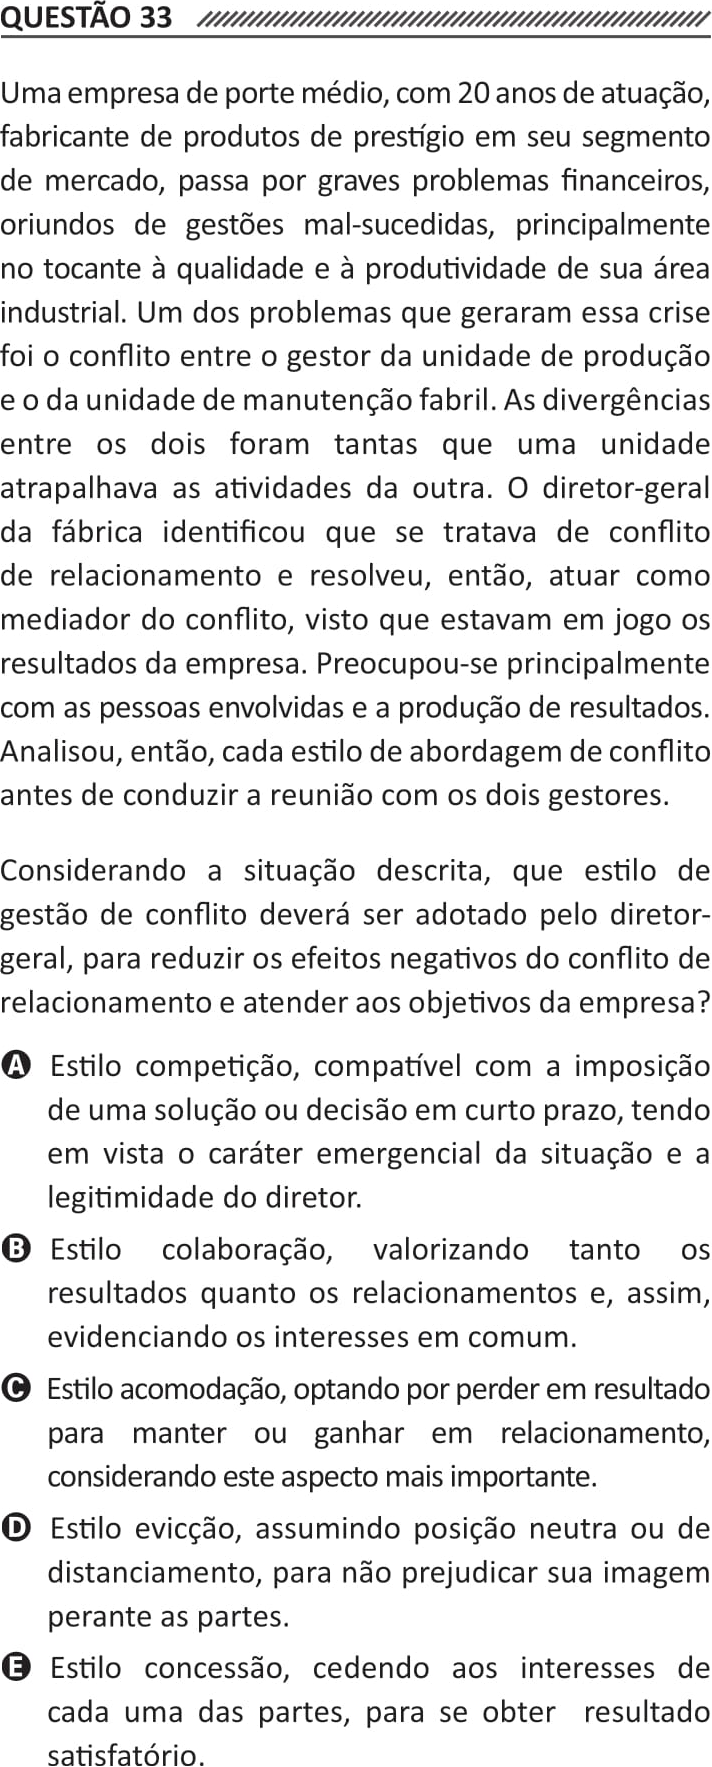 QUESTÃO 33
Uma empresa de porte médio, com 20 anos de atuação,
fabricante de produtos de prestígio em seu segmento
de mercado, passa por graves problemas financeiros,
oriundos de gestões mal-sucedidas, principalmente
no tocante à qualidade e à produtividade de sua área
industrial. Um dos problemas que geraram essa crise
foi o conflito entre o gestor da unidade de produção
e o da unidade de manutenção fabril. As divergências
entre os dois foram tantas que uma unidade
atrapalhava as atividades da outra. O diretor-geral
da fábrica identificou que se tratava de conflito
de relacionamento e resolveu, então, atuar como
mediador do conflito, visto que estavam em jogo os
resultados da empresa. Preocupou-se principalmente
com as pessoas envolvidas e a produção de resultados.
Analisou, então, cada estilo de abordagem de conflito
antes de conduzir a reunião com os dois gestores.
Considerando a situação descrita, que estilo de
gestão de conflito deverá ser adotado pelo diretor-
geral, para reduzir os efeitos negativos do conflito de
relacionamento e atender aos objetivos da empresa?
A Estilo competição, compatível com a imposição
de uma solução ou decisão em curto prazo, tendo
em vista o caráter emergencial da situação e a
legitimidade do diretor.
B Estilo colaboração, valorizando tanto os
resultados quanto os relacionamentos e, assim,
evidenciando os interesses em comum.
C Estilo acomodação, optando por perder em resultado
para manter ou ganhar em relacionamento,
considerando este aspecto mais importante.
D Estilo evicção, assumindo posição neutra ou de
distanciamento, para não prejudicar sua imagem
perante as partes.
E Estilo concessão, cedendo aos interesses de
cada uma das partes, para se obter resultado
satisfatório.